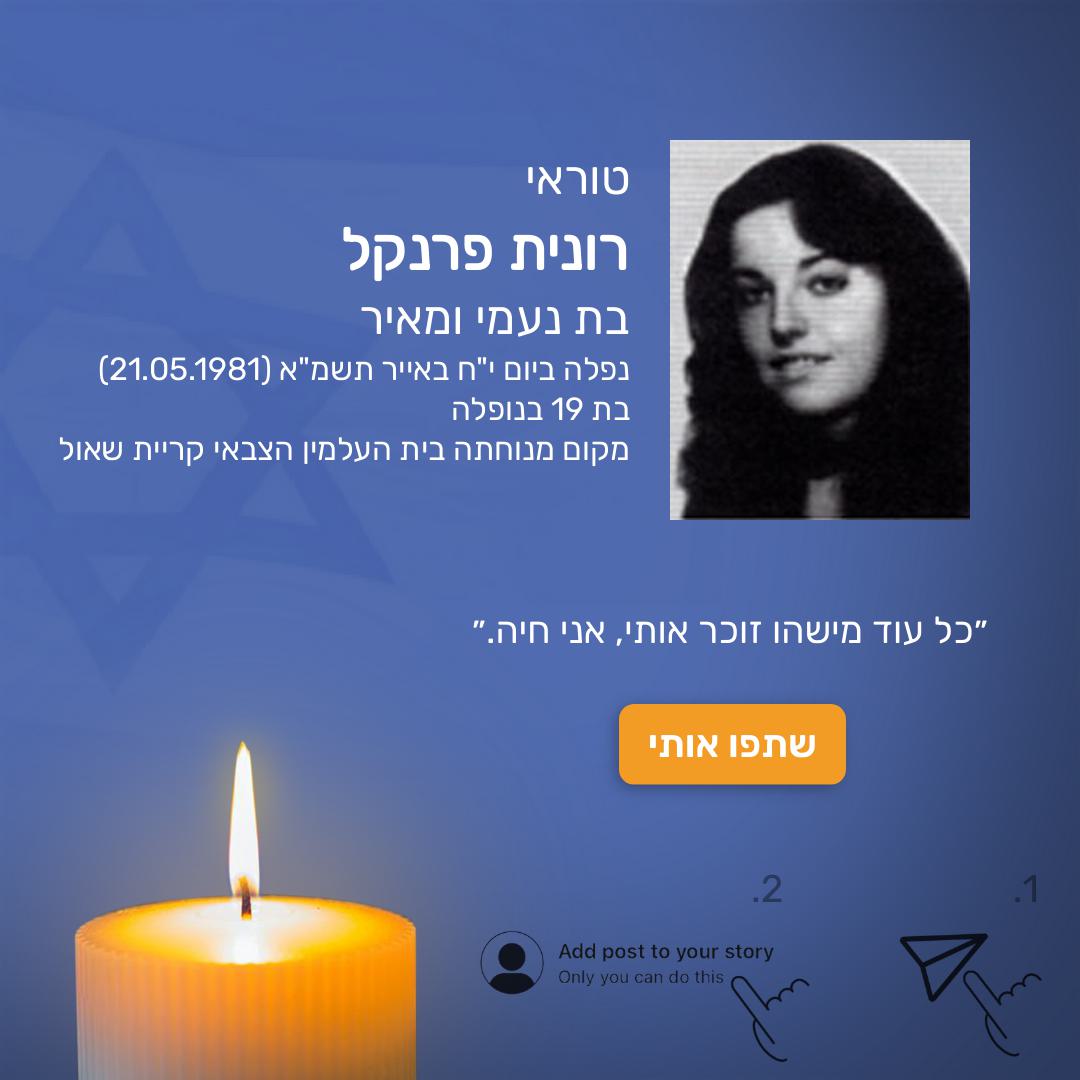 טוראי
רונית פרנקל
בת נעמי ומאיר
נפלה ביום י"ח באייר תשמ"א (21.05.1981)
בת 19 בנופלה
מקום מנוחתה בית העלמין הצבאי קריית שאול
״כל עוד מישהו זוכר אותי, אני חיה.״
שתפו אותי
1.
2.
Add post to your story
Only you can do this